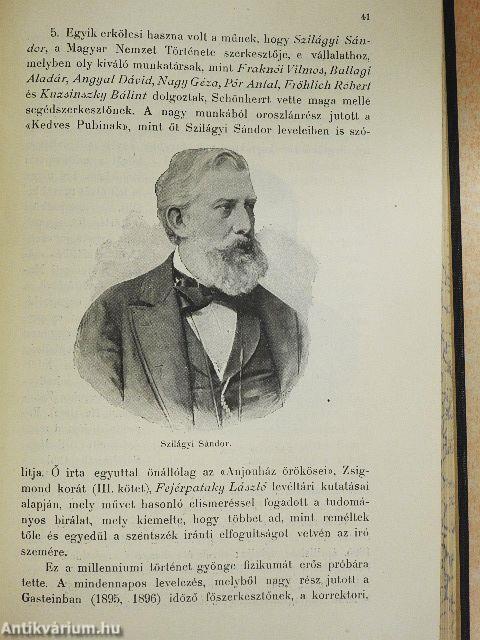 41
5. Egyik erkölcsi haszna volt a műnek, hogy Szilágyi Sán-
dor, a Magyar Nemzet Története szerkesztője, e vállalathoz,
melyben oly kiváló munkatársak, mint Fraknói Vilmos, Ballagi
Aladár, Angyal Dávid, Nagy Géza, Pór Antal, Fröhlich Róbert
és Kuzsinszky Bálint dolgoztak, Schönherrt vette maga mellé
segédszerkesztőnek. A nagy munkából oroszlánrész jutott a
«Kedves Pubinak», mint őt Szilágyi Sándor leveleiben is szó-
Szilágyi Sándor.
lítja. Ő irta egyuttal önállólag az «Anjouház örökösei», Zsig-
mond korát (III. kötet), Fejérpataky László levéltári kutatásai
alapján, mely művet hasonló elismeréssel fogadott a tudomá-
nyos birálat, mely kiemelte, hogy többet ad, mint reméltek
tőle és egyedül a szentszék iránti elfogultságot vetvén az iró
szemére.
Ez a millenniumi történet gyönge fizikumát erős próbára
tette. A mindennapos levelezés, melyből nagy rész jutott a
Gasteinban (1895, 1896) időző főszerkesztőnek, a korrektori,
Antikvárium.hu